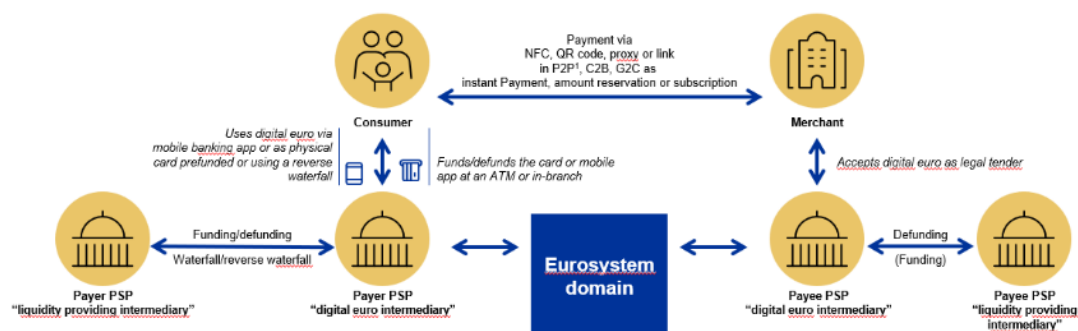 Payment via
NFC, QR code, proxy or link
in P2P¹, C2B, G2C as
instant Payment, amount reservation or subscription
Consumer
Merchant
Uses digital euro via
mobile banking app or as physical
card prefunded or using a reverse
waterfall
Funds/defunds the card or mobile
app at an ATM or in-branch
Accepts digital euro as legal tender
Funding/defunding
Waterfall/reverse waterfall
Eurosystem
domain
Defunding
(Funding)
Payer PSP
“liquidity providing intermediary”
Payer PSP
“digital euro intermediary”
Payee PSP
“digital euro intermediary”
Payee PSP
“liquidity providing
intermediary”